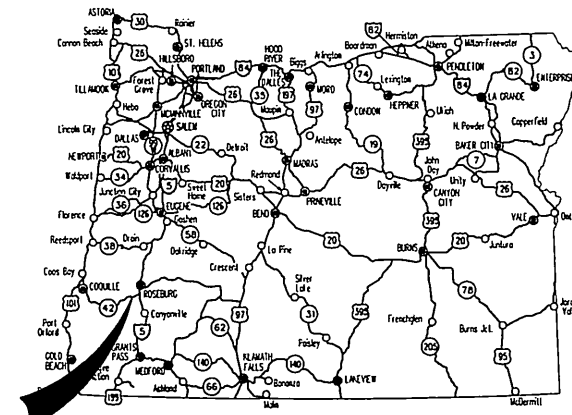 ASTORIA
30
Rainier
Seaside
Cannon Beach
ST. HELENS
HILLSBORO
26
PORTLAND
Forest
Grove
84
HOOD
RIVER
THE
DALLES
Biggs
Arlington
82
Boardman
Hermiston
Athena
Milton-Freewater
3
PENDLETON
82
ENTERPRISE
10
TILLAMOOK
OREGON
CITY
26
35
197
MORO
97
74
Lexington
HEPPNER
CONDON
84
LA GRANDE
Hebo
McMINNVILLE
Maupin
Ukiah
Copperfield
Lincoln City
SALEM
DALLAS
22
Detroit
Antelope
19
395
N. Powder
BAKER CITY
ALBANY
NEWPORT
20
CORVALLIS
26
MADRAS
26
John
Day
7
Waldport
34
5
Sweet
Home
20
Redmond
Dayville
Unity
26
Junction City
36
126
EUGENE
126
Sisters
PRINEVILLE
CANYON
CITY
Florence
Goshen
BEND
395
VALE
Reedsport
38
Drain
58
Oakridge
La Pine
20
BURNS
20
Juntura
Crescent
Coos Bay
COQUILLE
Silver
Lake
78
101
42
ROSEBURG
97
31
395
Frenchglen
Burns Jct.
Port
Orford
Canyonville
5
62
Paisley
205
95
GOLD
BEACH
GRANTS
PASS
MEDFORD
140
KLAMATH
FALLS
140
Bonanza
LAKEVIEW
199
Ashland
66
Malin
McDermitt